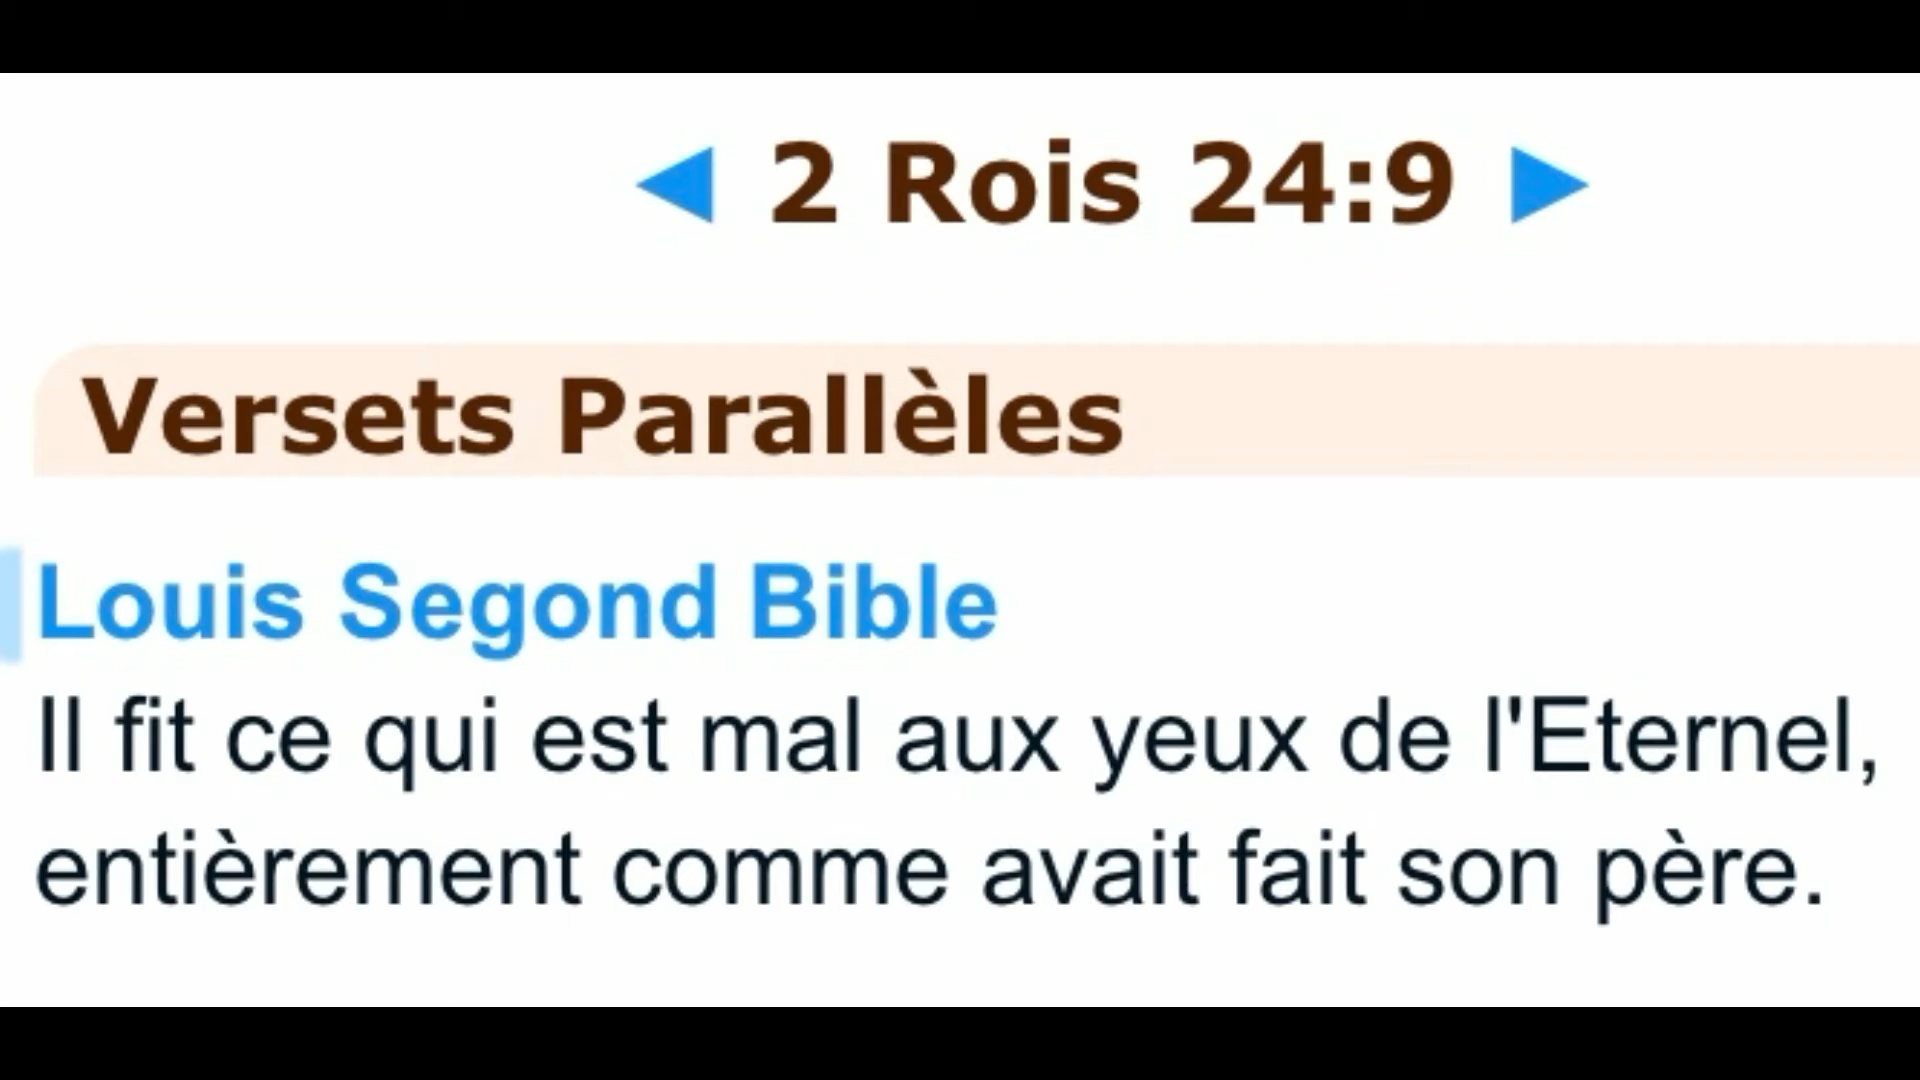 2 Rois 24:9
Versets Parallèles
Louis Segond Bible
Il fit ce qui est mal aux yeux de l'Eternel,
entièrement comme avait fait son père.